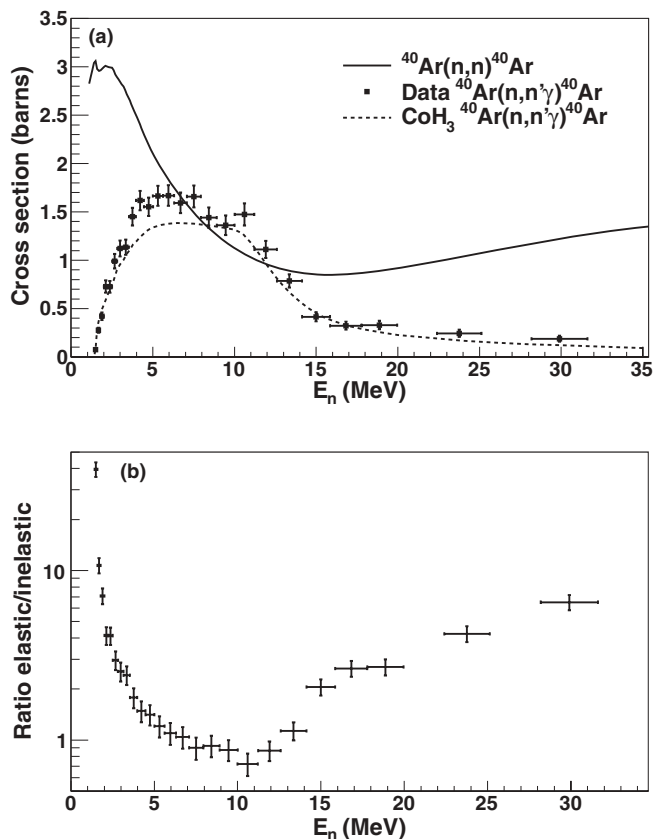 (a)
⁴⁰Ar(n,n)⁴⁰Ar
Data ⁴⁰Ar(n,n'γ)⁴⁰Ar
CoH₃ ⁴⁰Ar(n,n'γ)⁴⁰Ar
Cross section (barns)
3.5
3
2.5
2
1.5
1
0.5
0
0 5 10 15 20 25 30 35
Eₙ (MeV)
(b)
Ratio elastic/inelastic
10
1
0 5 10 15 20 25 30
Eₙ (MeV)